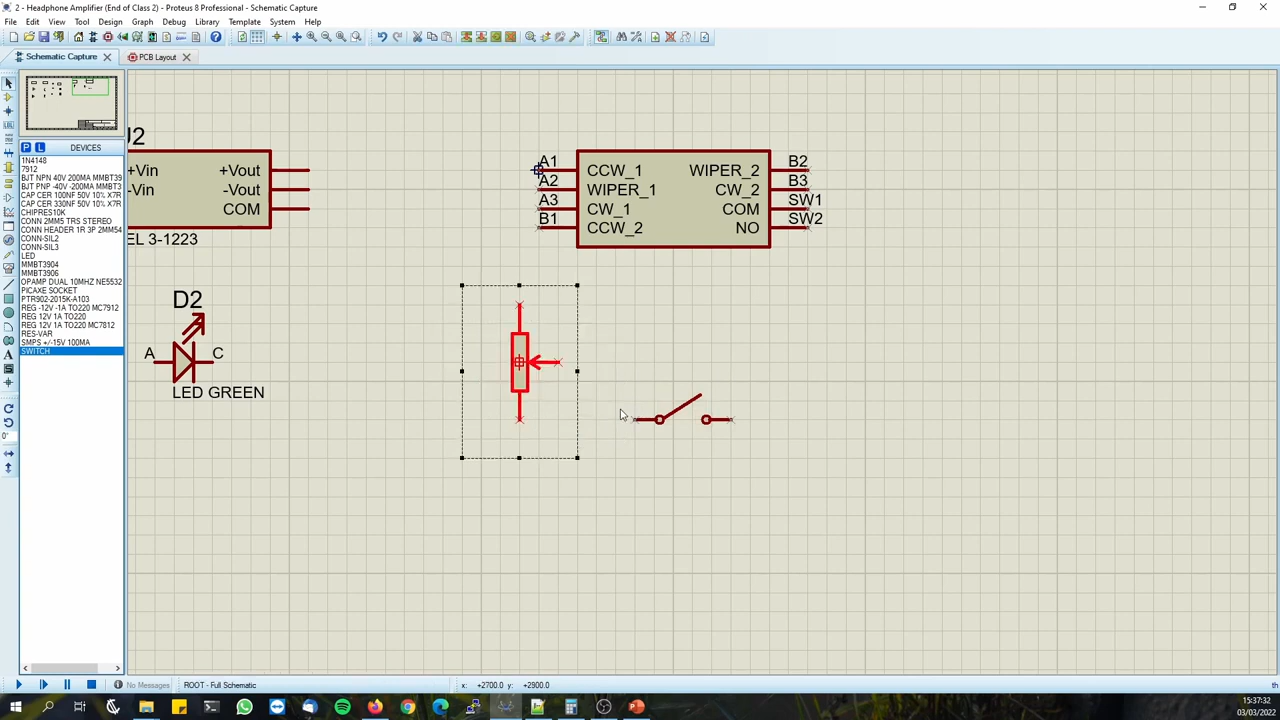 2 - Headphone Amplifier (End of Class 2) - Proteus 8 Professional - Schematic Capture
File Edit View Tool Design Graph Debug Library Template System Help
Schematic Capture PCB Layout
P L DEVICES
1N4148
7912
BJT NPN 40V 200MA MMBT39
BJT PNP -40V -200MA MMBT3
CAP CER 100NF 50V 10% X7R
CAP CER 330NF 50V 10% X7R
CHIPRES10K
CONN 2MM5 TRS STEREO
CONN HEADER 1R 3P 2MM54
CONN-SIL2
CONN-SIL3
LED
MMBT3904
MMBT3906
OPAMP DUAL 10MHZ NE5532
PICAXE SOCKET
PTR902-2015K-A103
REG -12V -1A TO220 MC7912
REG 12V 1A TO220
REG 12V 1A TO220 MC7812
RES-VAR
SMPS +/-15V 100MA
SWITCH
J2
+Vin +Vout
-Vin -Vout
COM
EL 3-1223
D2
A C
LED GREEN
A1 CCW_1 WIPER_2 B2
A2 WIPER_1 CW_2 B3
A3 CW_1 COM SW1
B1 CCW_2 NO SW2
0°
No Messages ROOT - Full Schematic x: +2700.0 y: +2900.0 th
15:37:32
03/03/2022